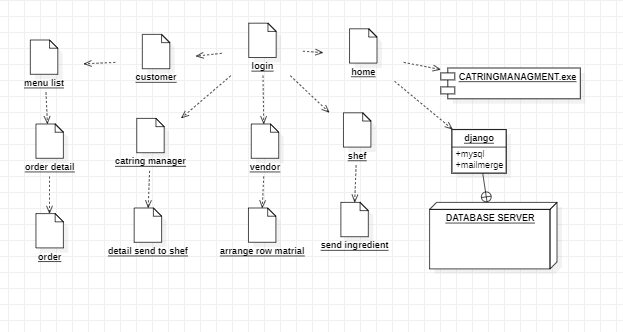 login
customer
home
menu list
CATRINGMANAGMENT.exe
django
+mysql
+mailmerge
catring manager
shef
order detail
vendor
DATABASE SERVER
send ingredient
detail send to shef
arrange row matrial
order